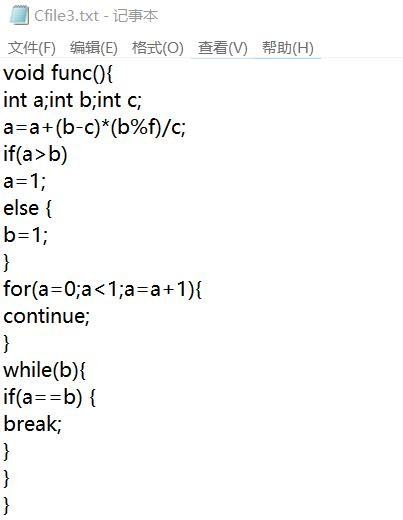 Cfile3.txt - 记事本
文件(F) 编辑(E) 格式(O) 查看(V) 帮助(H)
void func(){
int a;int b;int c;
a=a+(b-c)*(b%f)/c;
if(a>b)
a=1;
else {
b=1;
}
for(a=0;a<1;a=a+1){
continue;
}
while(b){
if(a==b) {
break;
}
}
}